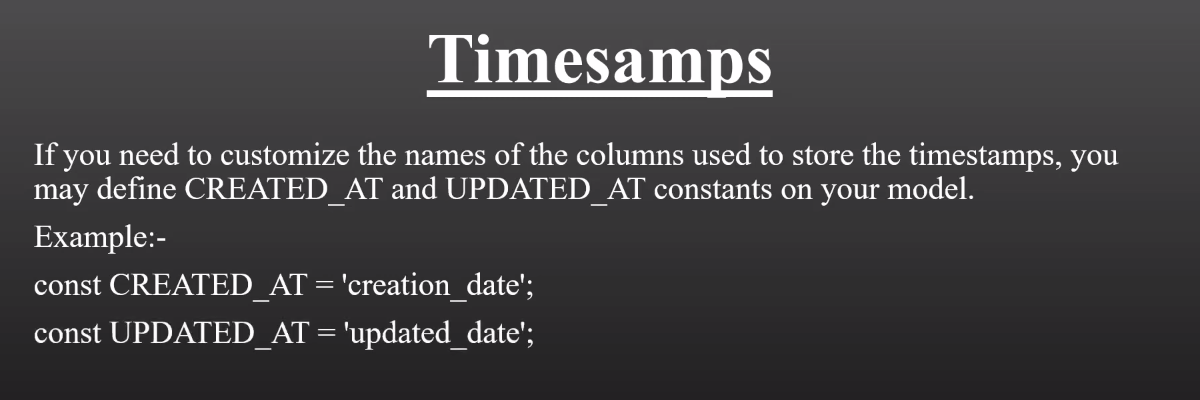 Timesamps
If you need to customize the names of the columns used to store the timestamps, you
may define CREATED_AT and UPDATED_AT constants on your model.
Example:-
const CREATED_AT = 'creation_date';
const UPDATED_AT = 'updated_date';